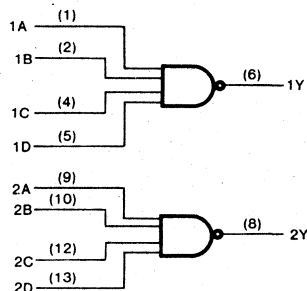 1A (1)
1B (2)
(6) 1Y
1C (4)
1D (5)
2A (9)
2B (10)
(8) 2Y
2C (12)
2D (13)